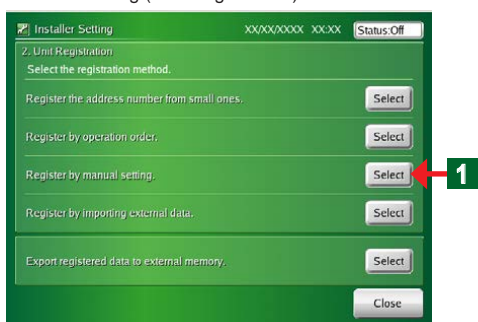 Installer Setting XX/XX/XXXX XX:XX Status:Off
2. Unit Registration
Select the registration method.
Register the address number from small ones. Select
Register by operation order. Select
Register by manual setting. Select 1
Register by importing external data. Select
Export registered data to external memory. Select
Close